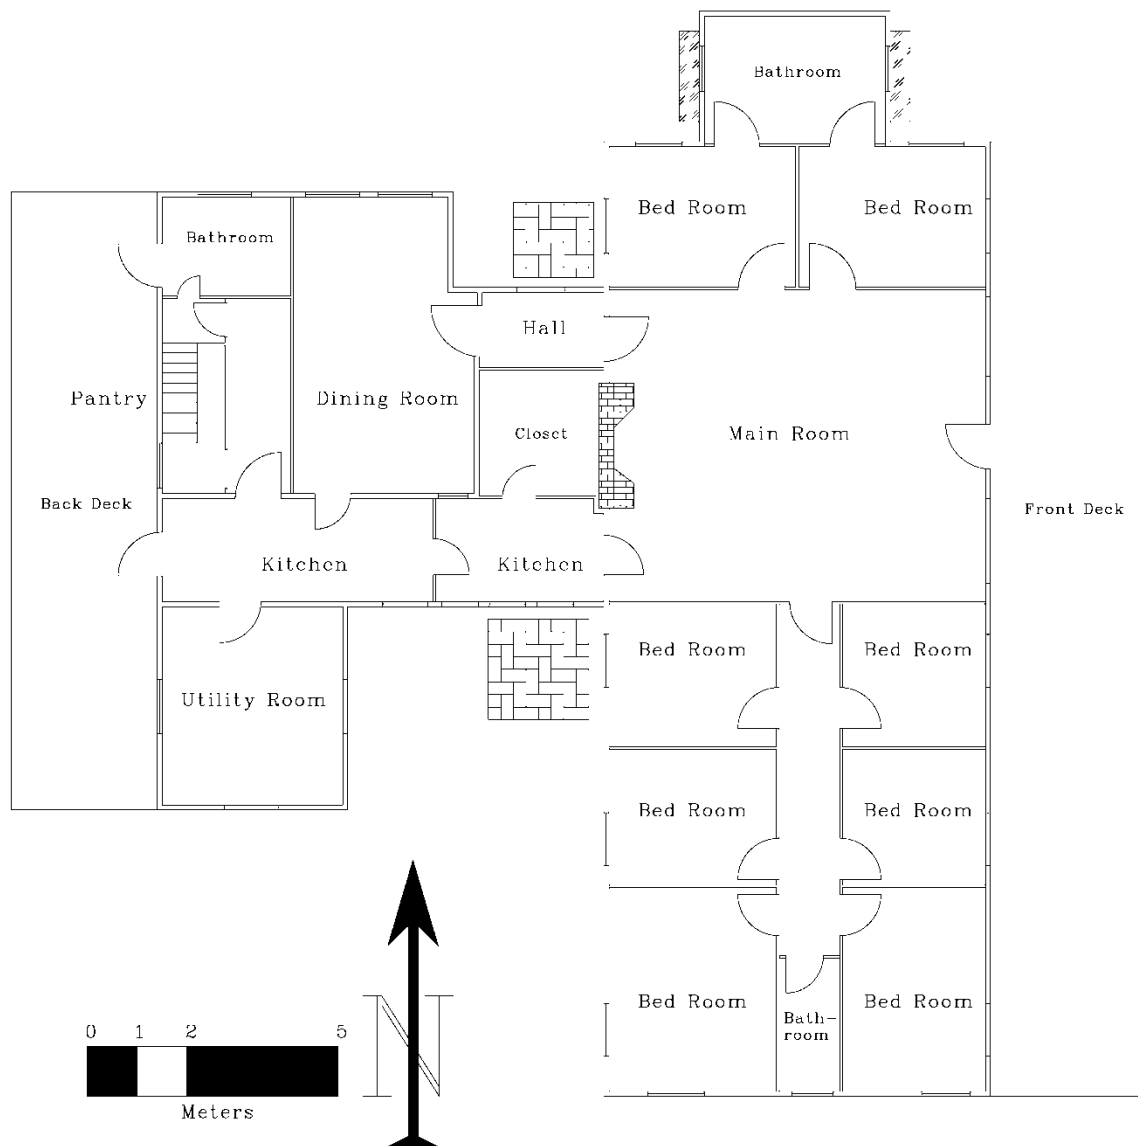 Bathroom
Bed Room
Bed Room
Bathroom
Hall
Pantry
Dining Room
Closet
Main Room
Back Deck
Front Deck
Kitchen
Kitchen
Bed Room
Bed Room
Utility Room
Bed Room
Bed Room
Bed Room
Bath-
room
Bed Room
0 1 2 5
Meters
N